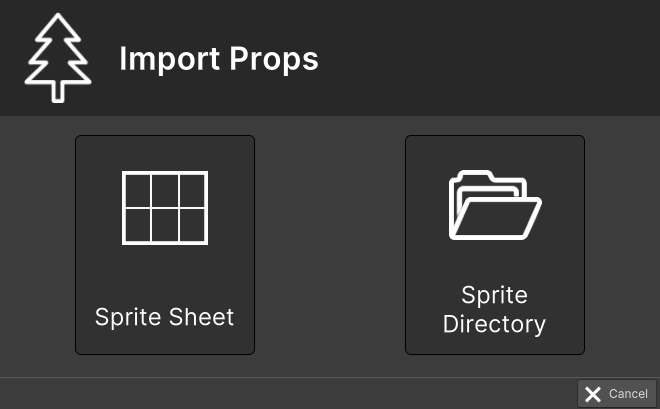 Import Props
Sprite Sheet
Sprite
Directory
Cancel